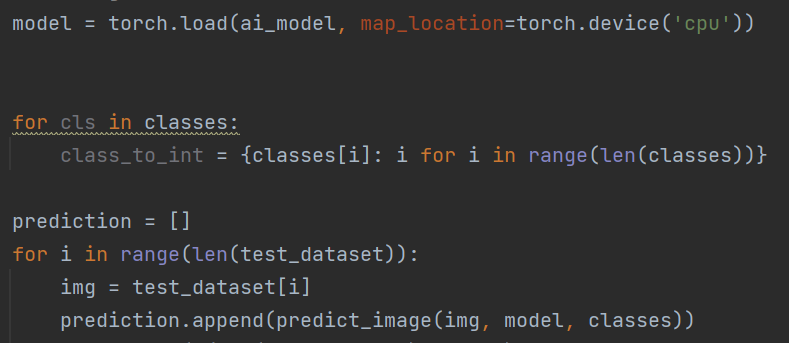 model = torch.load(ai_model, map_location=torch.device('cpu'))
for cls in classes:
class_to_int = {classes[i]: i for i in range(len(classes))}
prediction = []
for i in range(len(test_dataset)):
img = test_dataset[i]
prediction.append(predict_image(img, model, classes))